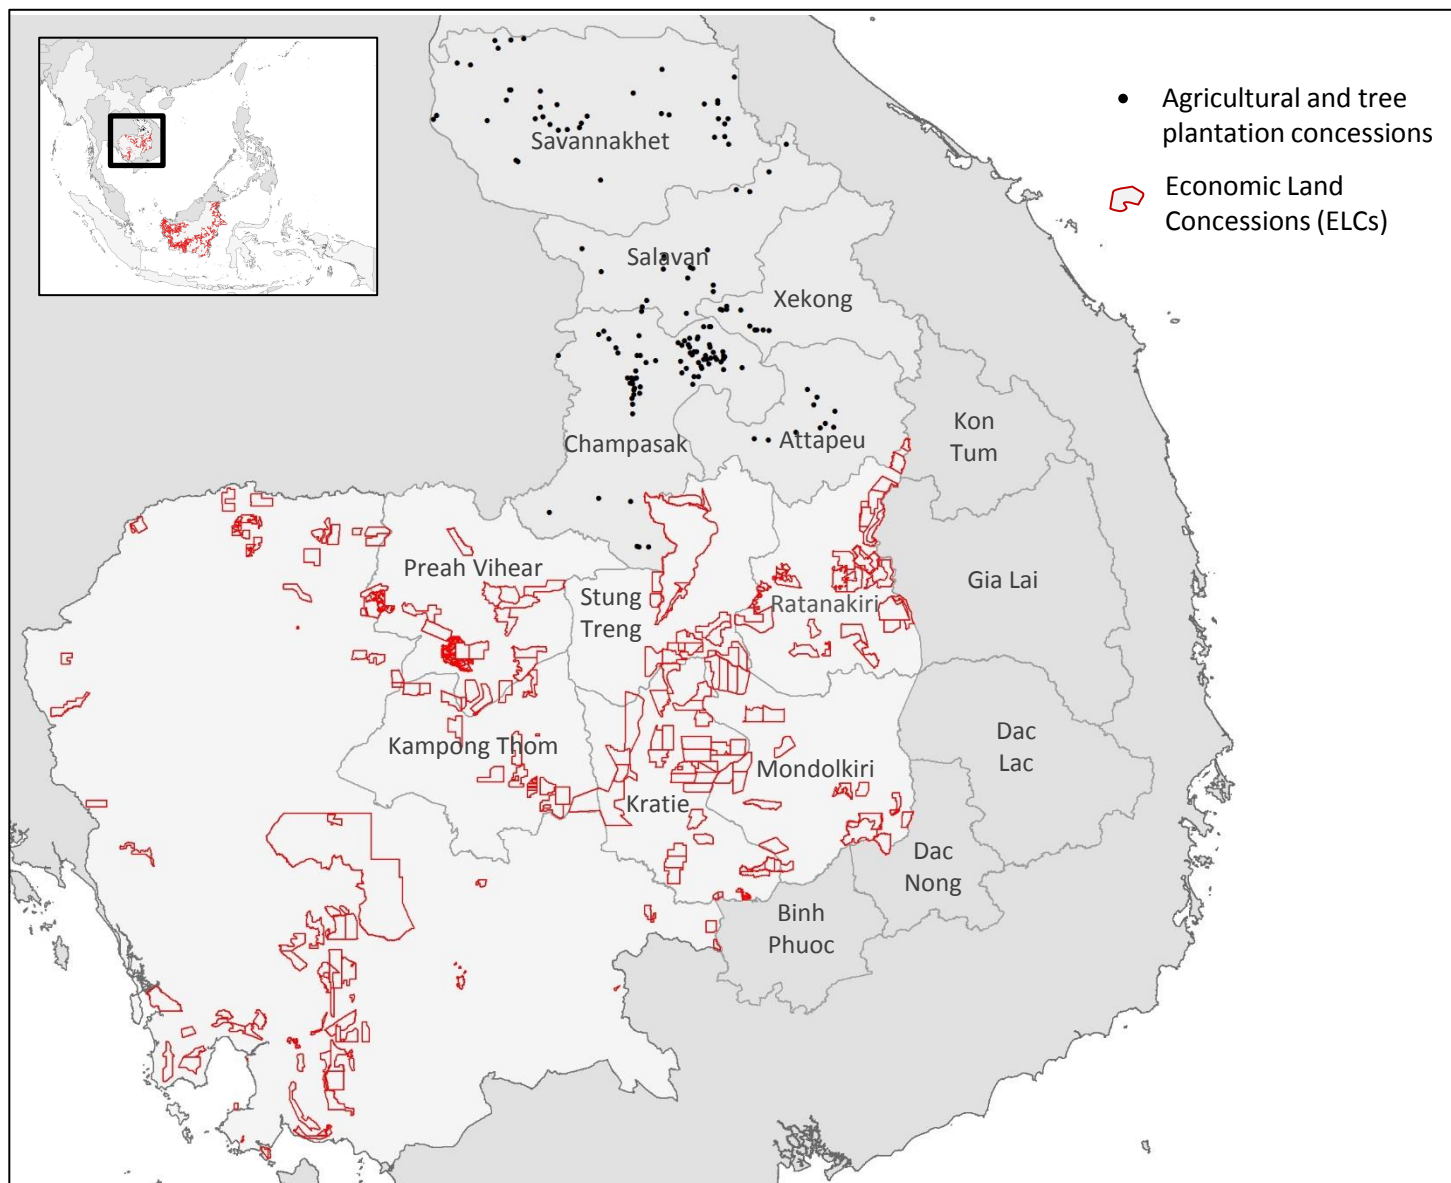 Agricultural and tree
plantation concessions
Economic Land
Concessions (ELCs)
Savannakhet
Salavan
Xekong
Champasak
Attapeu
Kon
Tum
Preah Vihear
Stung
Treng
Ratanakiri
Gia Lai
Kampong Thom
Kratie
Mondolkiri
Dac
Lac
Dac
Nong
Binh
Phuoc